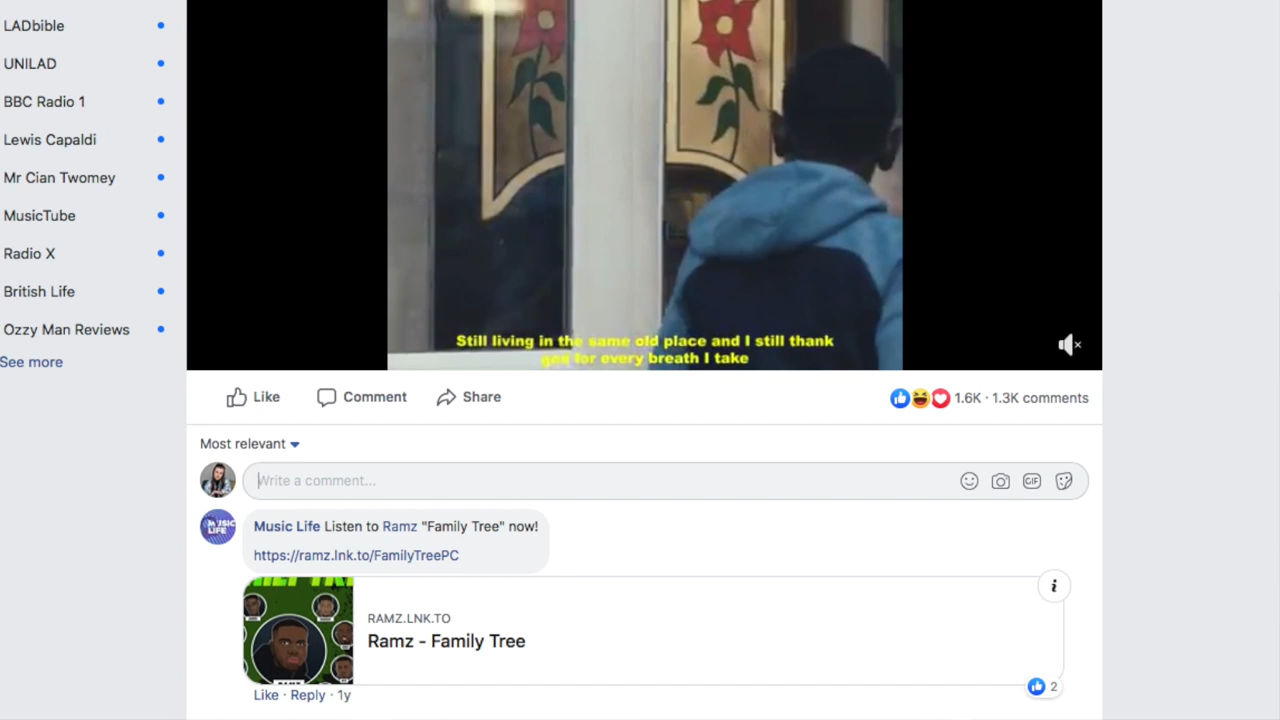 LADbible
UNILAD
BBC Radio 1
Lewis Capaldi
Mr Cian Twomey
MusicTube
Radio X
British Life
Ozzy Man Reviews
See more
Still living in the same old place and I still thank
for every breath I take
Like
Comment
Share
1.6K · 1.3K comments
Most relevant
Write a comment...
GIF
MUSIC
LIFE
Music Life Listen to Ramz "Family Tree" now!
https://ramz.lnk.to/FamilyTreePC
RAMZ.LNK.TO
Ramz - Family Tree
Like · Reply · 1y
2